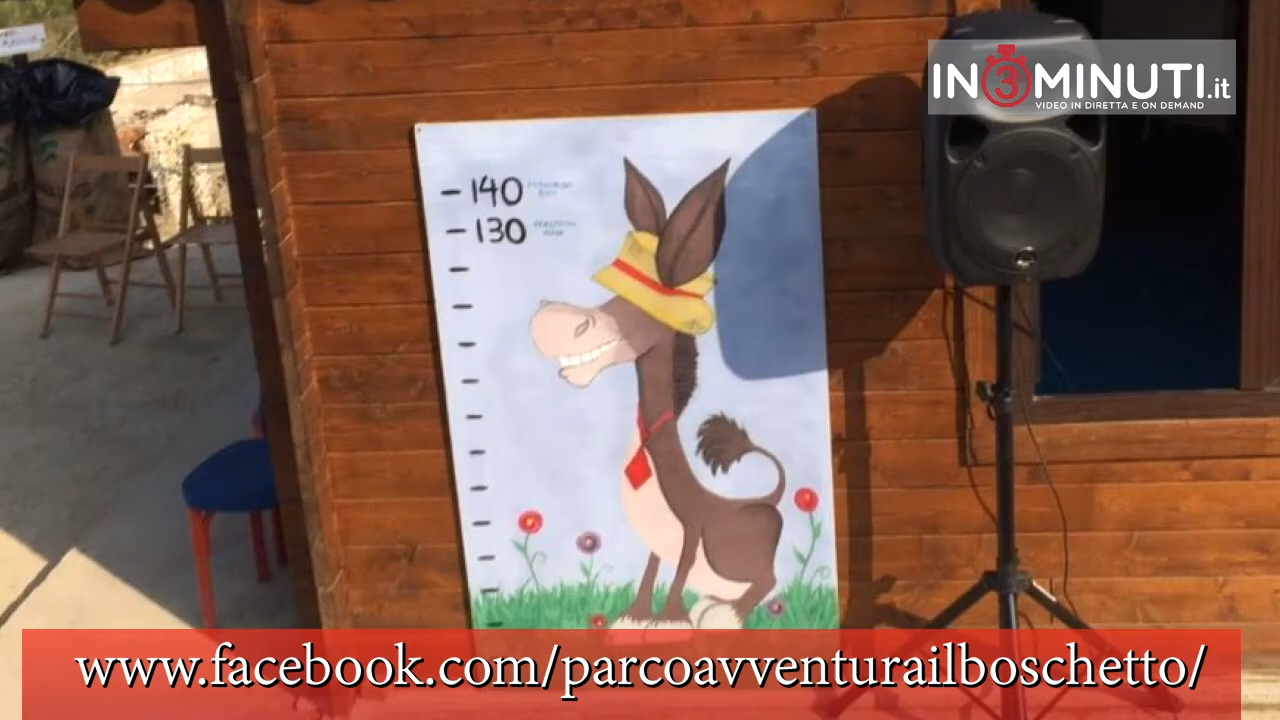 IN3MINUTI.it
VIDEO IN DIRETTA E ON DEMAND
140
130
www.facebook.com/parcoavventurailboschetto/